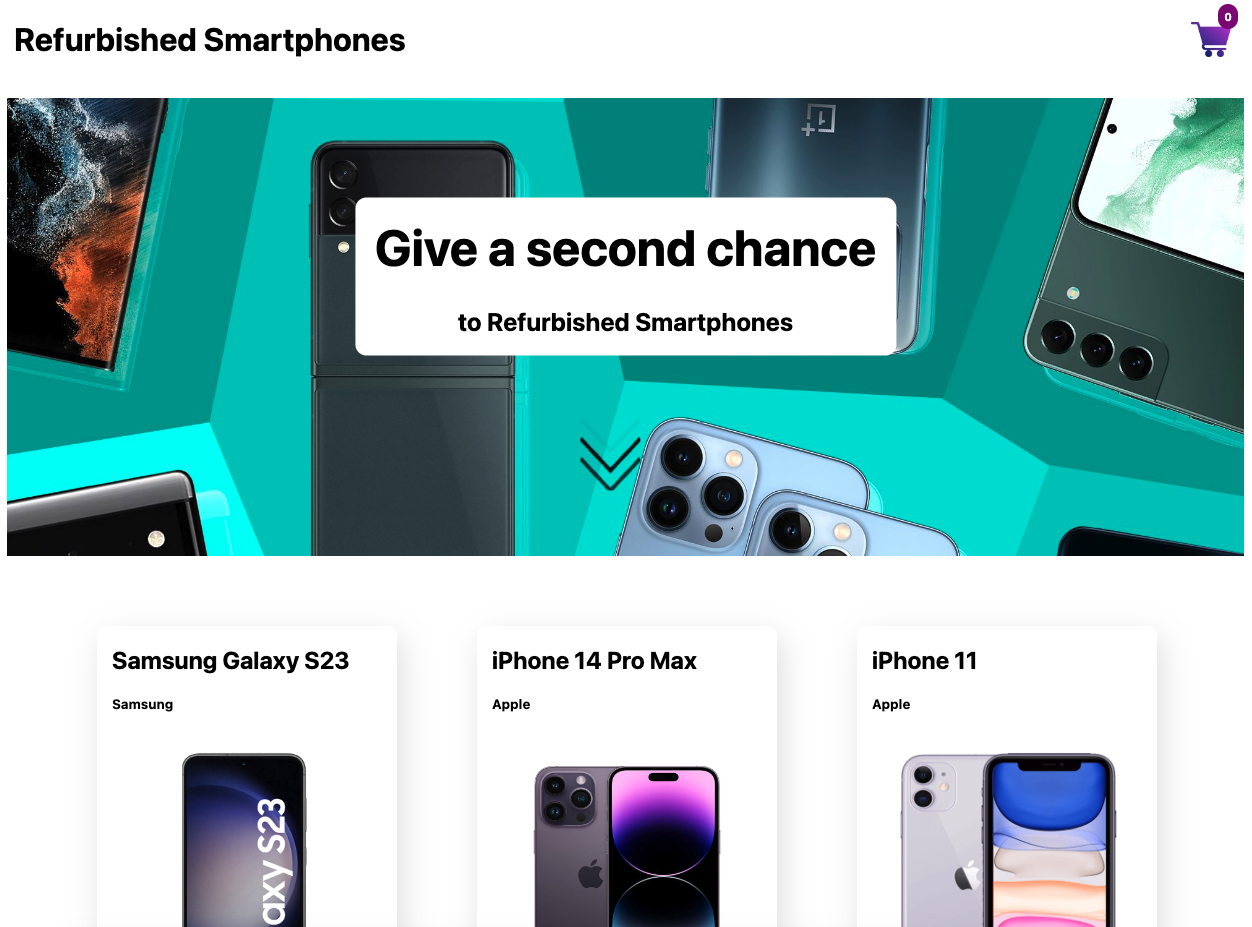 Refurbished Smartphones
0
Give a second chance
to Refurbished Smartphones
Samsung Galaxy S23
Samsung
iPhone 14 Pro Max
Apple
iPhone 11
Apple
axy S23